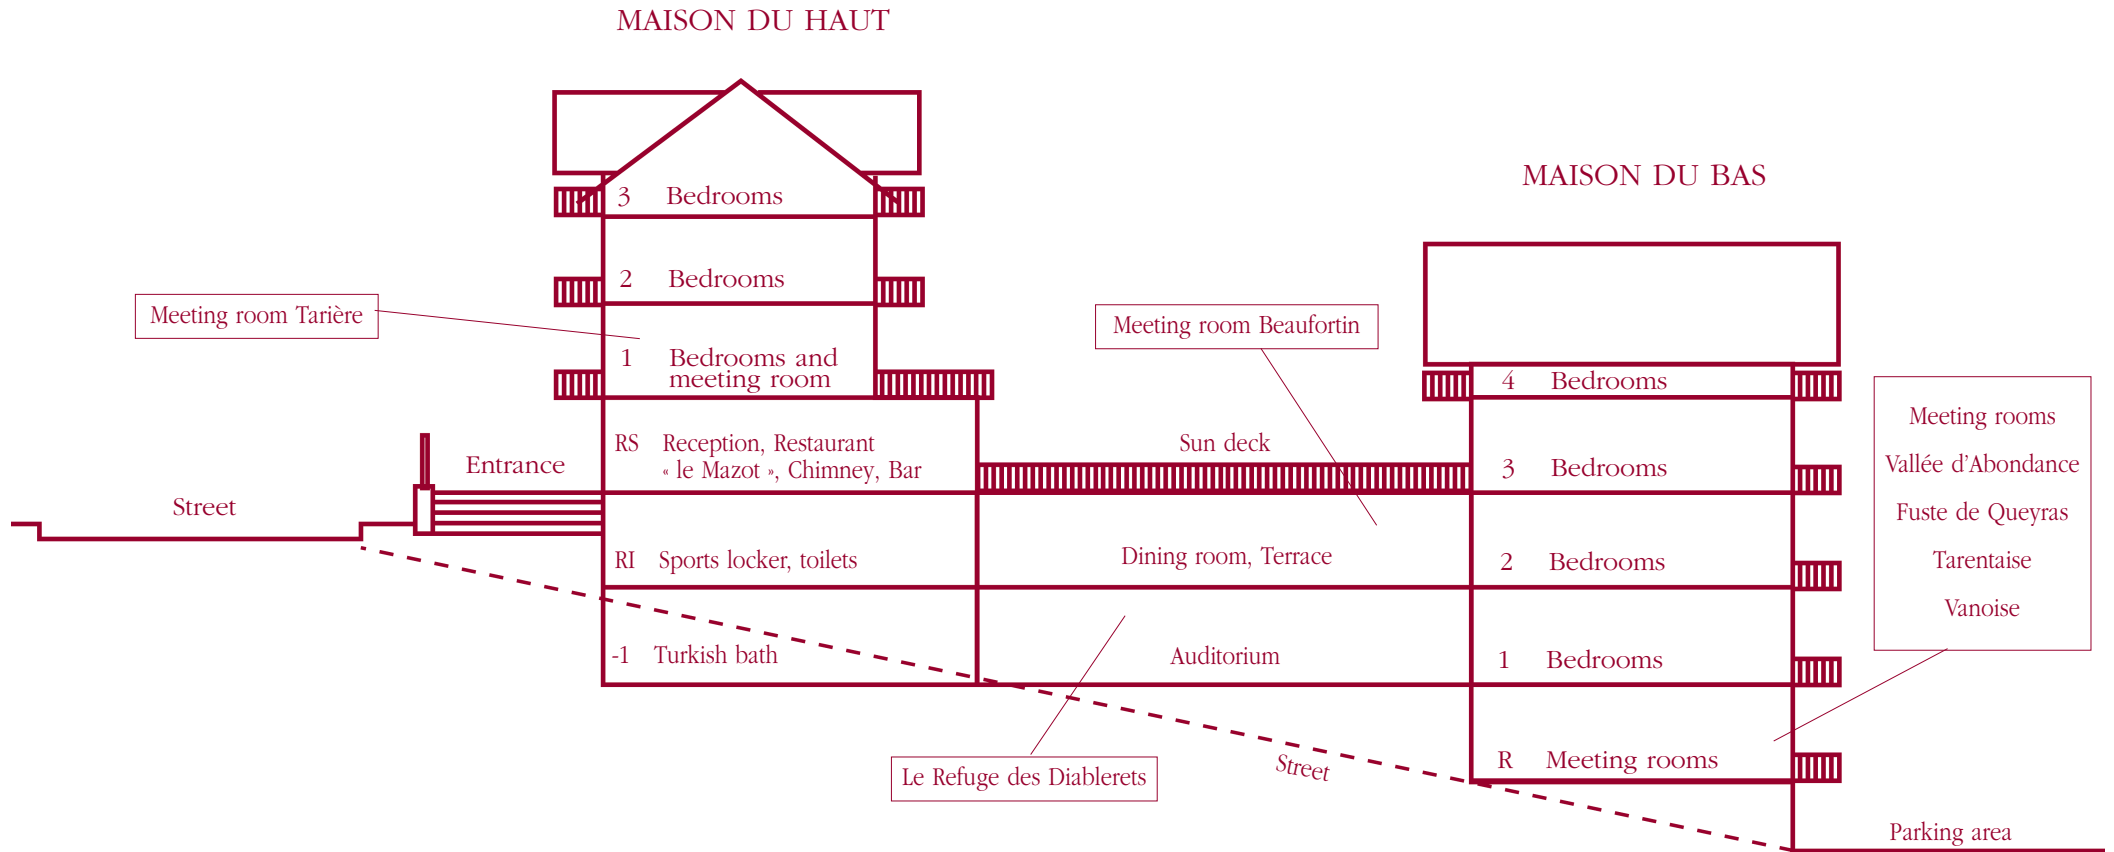 MAISON DU HAUT
MAISON DU BAS
3 Bedrooms
2 Bedrooms
Meeting room Tarière
1 Bedrooms and
meeting room
Meeting room Beaufortin
4 Bedrooms
Meeting rooms
Vallée d'Abondance
Fuste de Queyras
Tarentaise
Vanoise
RS Reception, Restaurant
« le Mazot », Chimney, Bar
Sun deck
Entrance
3 Bedrooms
Street
RI Sports locker, toilets
Dining room, Terrace
2 Bedrooms
-1 Turkish bath
Auditorium
1 Bedrooms
Le Refuge des Diablerets
Street
R Meeting rooms
Parking area